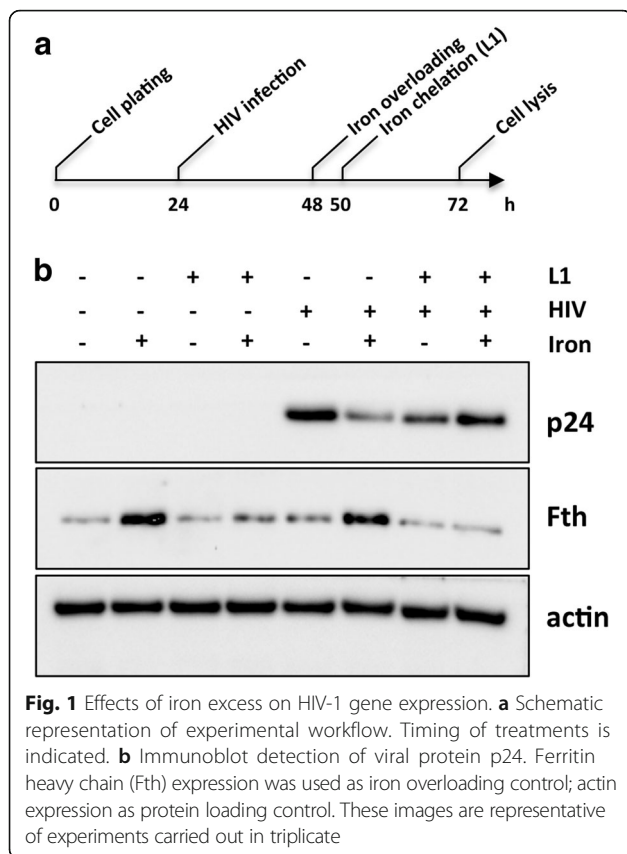 a
Cell plating
HIV infection
Iron overloading
Iron chelation (L1)
Cell lysis
0 24 48 50 72 h
b
- - + + - - + + L1
- - - - + + + + HIV
- + - + - + - + Iron
p24
Fth
actin
Fig. 1 Effects of iron excess on HIV-1 gene expression. a Schematic
representation of experimental workflow. Timing of treatments is
indicated. b Immunoblot detection of viral protein p24. Ferritin
heavy chain (Fth) expression was used as iron overloading control; actin
expression as protein loading control. These images are representative
of experiments carried out in triplicate